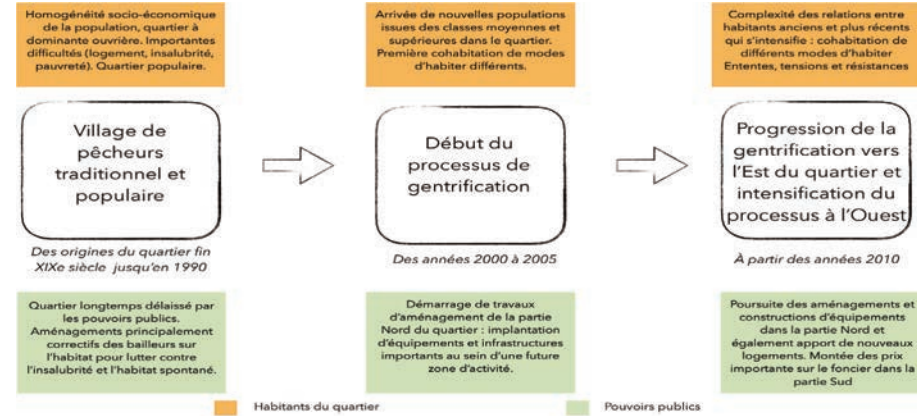 Homogénéité socio-économique
de la population, quartier à
dominante ouvrière. Importantes
difficultés (logement, insalubrité,
pauvreté). Quartier populaire.
Arrivée de nouvelles populations
issues des classes moyennes et
supérieures dans le quartier.
Première cohabitation de modes
d'habiter différents.
Complexité des relations entre
habitants anciens et plus récents
qui s'intensifie : cohabitation de
différents modes d'habiter
Ententes, tensions et résistances
Village de
pêcheurs
traditionnel et
populaire
Début du
processus de
gentrification
Progression de la
gentrification vers
l'Est du quartier et
intensification du
processus à l'Ouest
Des origines du quartier fin
XIXe siècle jusqu'en 1990
Des années 2000 à 2005
À partir des années 2010
Quartier longtemps délaissé par
les pouvoirs publics.
Aménagements principalement
correctifs des bailleurs sur
l'habitat pour lutter contre
l'insalubrité et l'habitat spontané.
Démarrage de travaux
d'aménagement de la partie
Nord du quartier : implantation
d'équipements et infrastructures
importants au sein d'une future
zone d'activité.
Poursuite des aménagements et
constructions d'équipements
dans la partie Nord et
également apport de nouveaux
logements. Montée des prix
importante sur le foncier dans la
partie Sud
Habitants du quartier
Pouvoirs publics